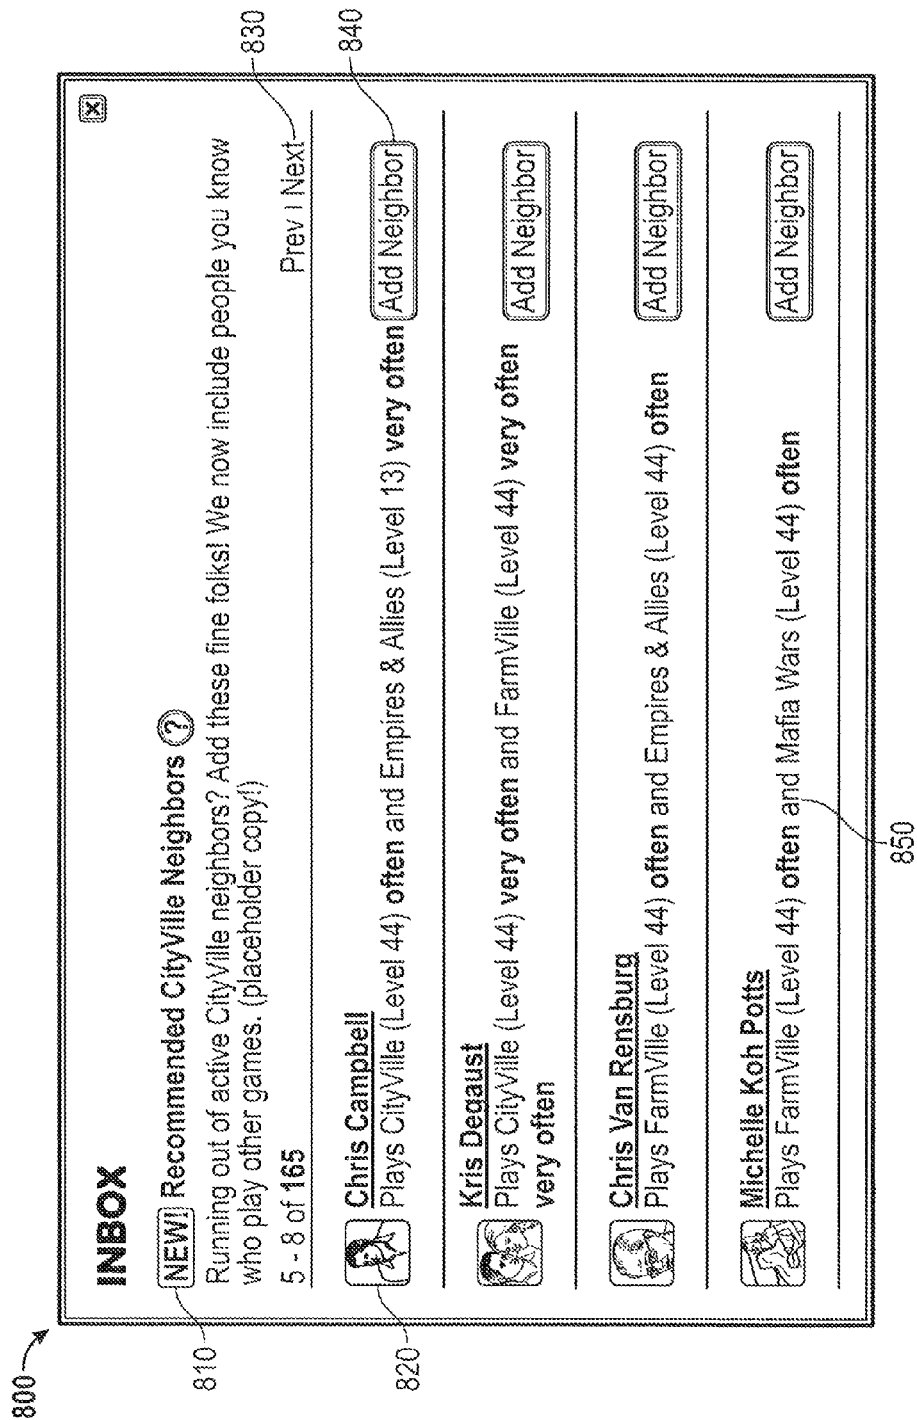 800
INBOX
x
810
NEW! Recommended CityVille Neighbors ?
Running out of active CityVille neighbors? Add these fine folks! We now include people you know
who play other games. (placeholder copy!)
5 - 8 of 165
Prev | Next
830
820
Chris Campbell
Plays CityVille (Level 44) often and Empires & Allies (Level 13) very often
Add Neighbor
840
Kris Degaust
Plays CityVille (Level 44) very often and FarmVille (Level 44) very often
very often
Add Neighbor
Chris Van Rensburg
Plays FarmVille (Level 44) often and Empires & Allies (Level 44) often
Add Neighbor
Michelle Koh Potts
Plays FarmVille (Level 44) often and Mafia Wars (Level 44) often
Add Neighbor
850